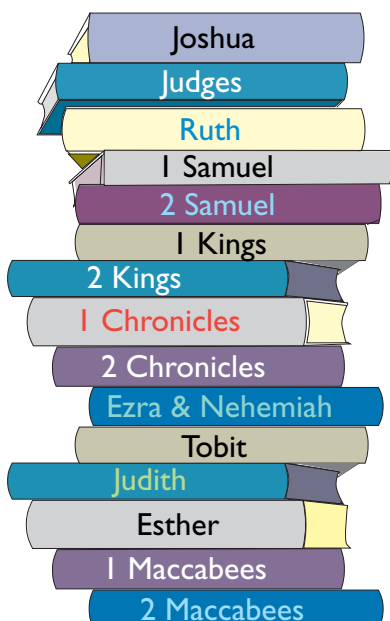 Joshua
Judges
Ruth
1 Samuel
2 Samuel
1 Kings
2 Kings
1 Chronicles
2 Chronicles
Ezra & Nehemiah
Tobit
Judith
Esther
1 Maccabees
2 Maccabees